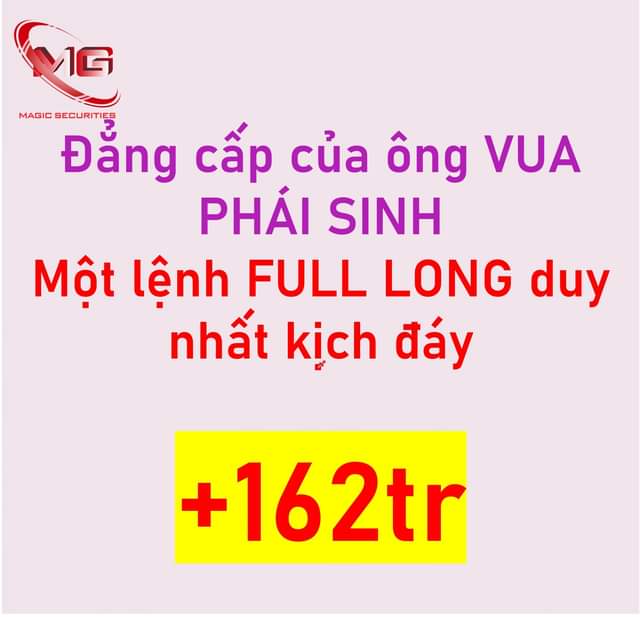 MG
MAGIC SECURITIES
Đẳng cấp của ông VUA
PHÁI SINH
Một lệnh FULL LONG duy
nhất kịch đáy
+162tr